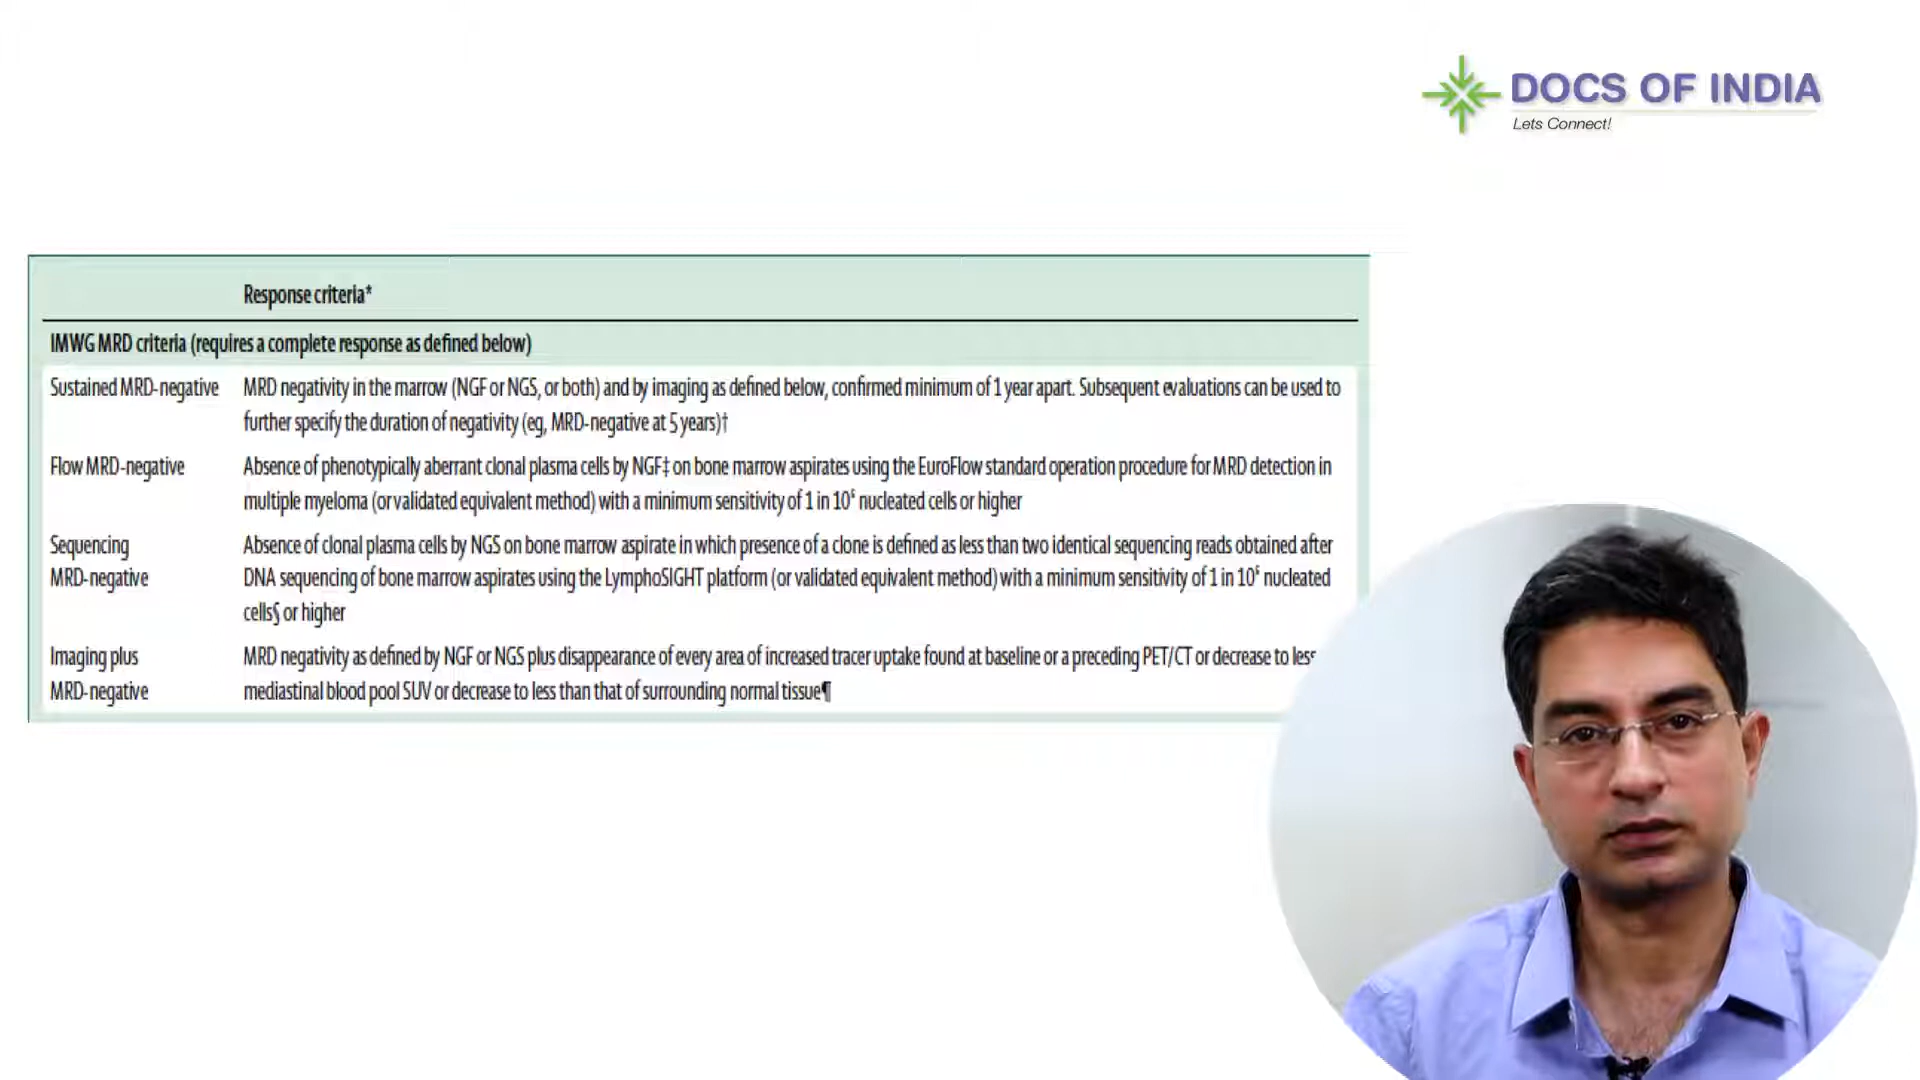 DOCS OF INDIA
Lets Connect!
Response criteria*
IMWG MRD criteria (requires a complete response as defined below)
Sustained MRD-negative MRD negativity in the marrow (NGF or NGS, or both) and by imaging as defined below, confirmed minimum of 1 year apart. Subsequent evaluations can be used to
further specify the duration of negativity (eg, MRD-negative at 5 years)†
Flow MRD-negative Absence of phenotypically aberrant clonal plasma cells by NGF‡ on bone marrow aspirates using the EuroFlow standard operation procedure for MRD detection in
multiple myeloma (or validated equivalent method) with a minimum sensitivity of 1 in 10⁵ nucleated cells or higher
Sequencing Absence of clonal plasma cells by NGS on bone marrow aspirate in which presence of a clone is defined as less than two identical sequencing reads obtained after
MRD-negative DNA sequencing of bone marrow aspirates using the LymphoSIGHT platform (or validated equivalent method) with a minimum sensitivity of 1 in 10⁵ nucleated
cells§ or higher
Imaging plus MRD negativity as defined by NGF or NGS plus disappearance of every area of increased tracer uptake found at baseline or a preceding PET/CT or decrease to less
MRD-negative mediastinal blood pool SUV or decrease to less than that of surrounding normal tissue¶